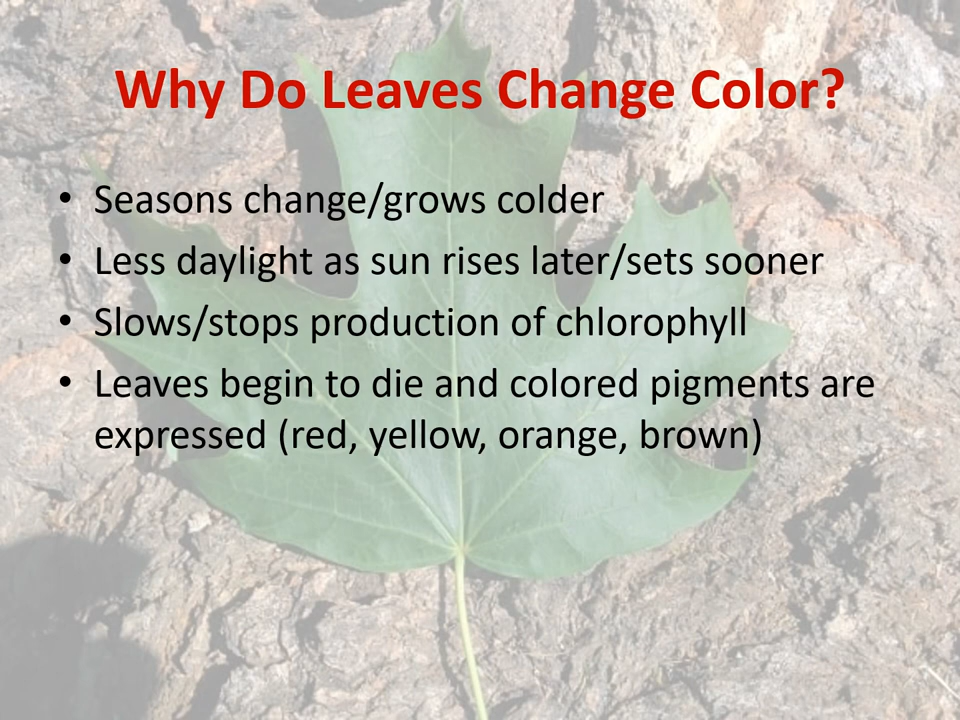 Why Do Leaves Change Color?
• Seasons change/grows colder
• Less daylight as sun rises later/sets sooner
• Slows/stops production of chlorophyll
• Leaves begin to die and colored pigments are
expressed (red, yellow, orange, brown)